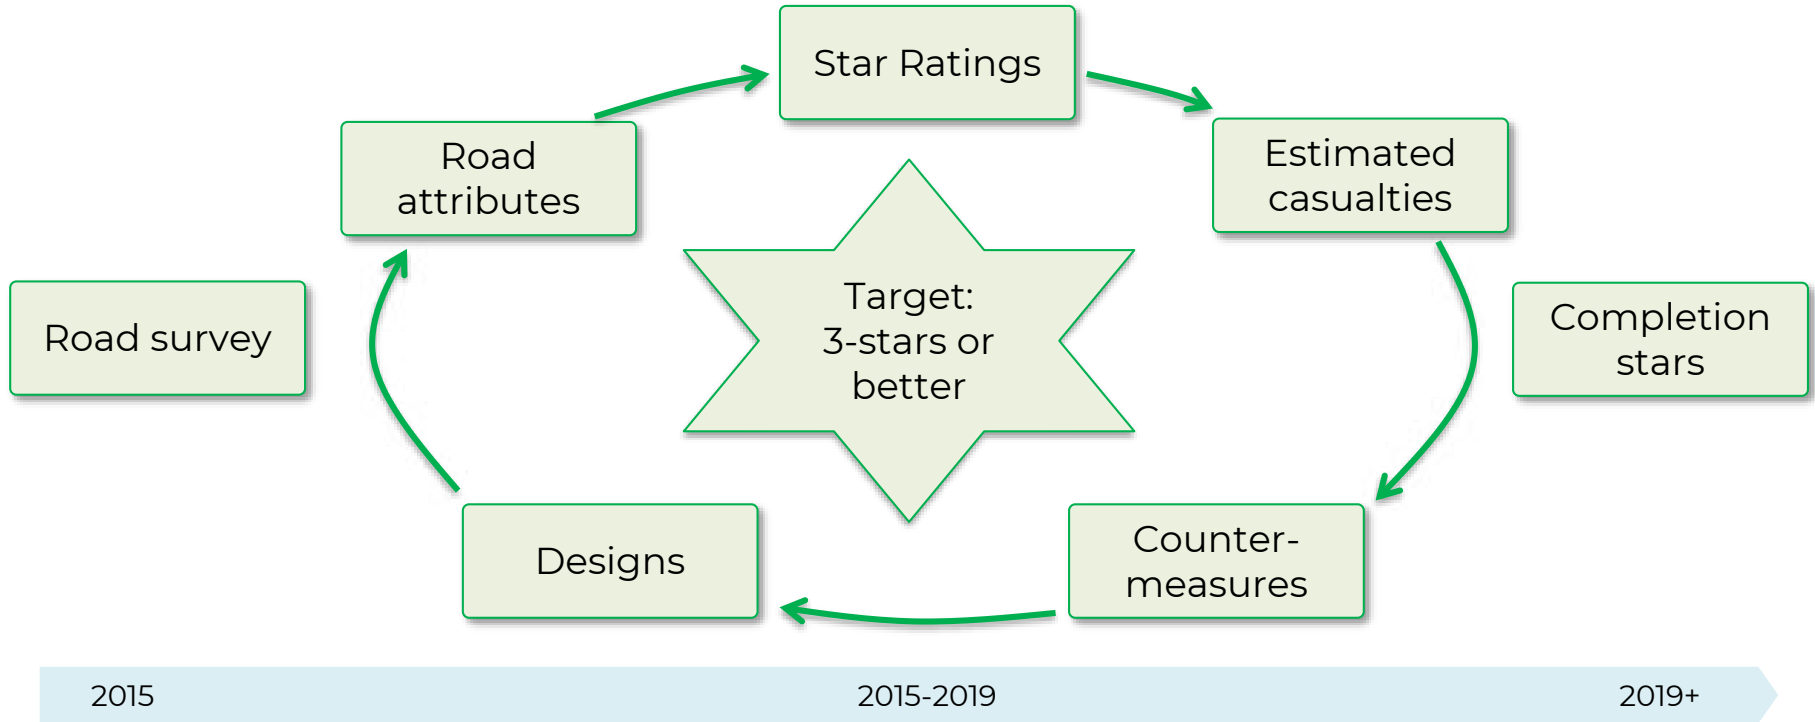 Star Ratings
Road
attributes
Estimated
casualties
Road survey
Target:
3-stars or
better
Completion
stars
Designs
Counter-
measures
2015
2015-2019
2019+